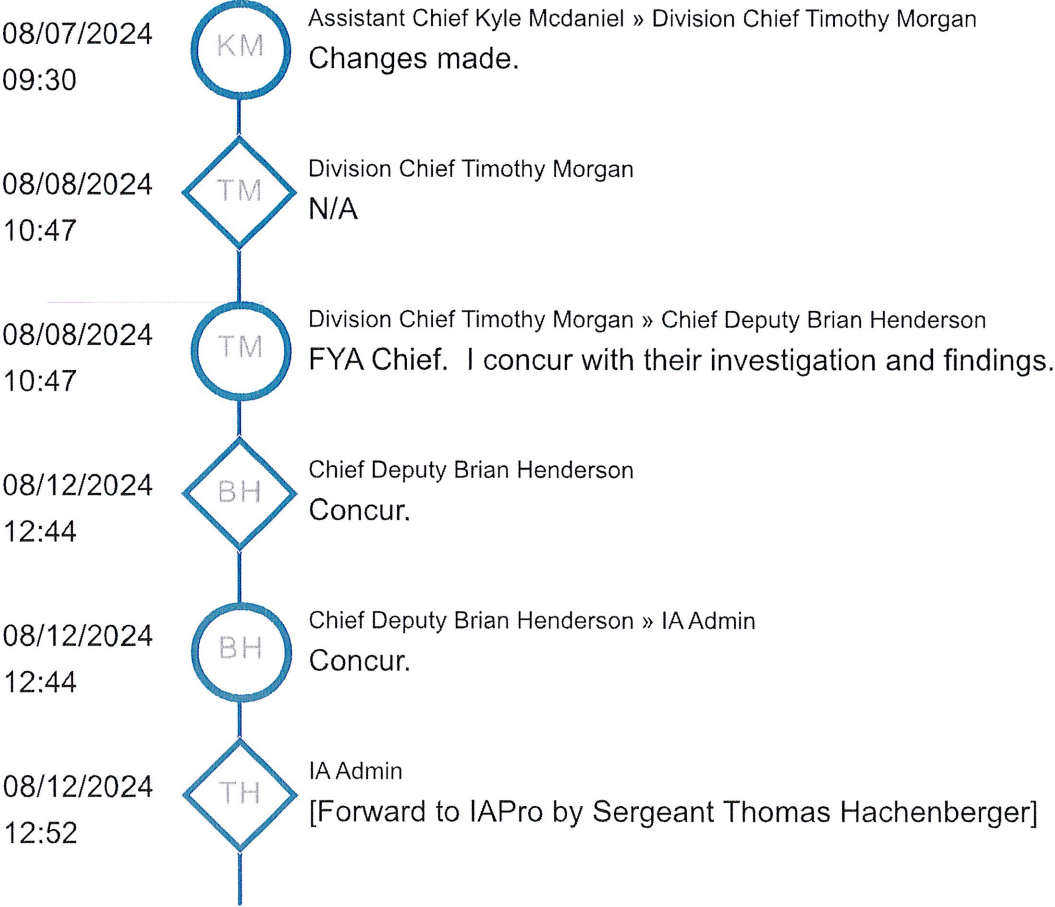 08/07/2024
09:30
KM
Assistant Chief Kyle Mcdaniel » Division Chief Timothy Morgan
Changes made.
08/08/2024
10:47
TM
Division Chief Timothy Morgan
N/A
08/08/2024
10:47
TM
Division Chief Timothy Morgan » Chief Deputy Brian Henderson
FYA Chief.  I concur with their investigation and findings.
08/12/2024
12:44
BH
Chief Deputy Brian Henderson
Concur.
08/12/2024
12:44
BH
Chief Deputy Brian Henderson » IA Admin
Concur.
08/12/2024
12:52
TH
IA Admin
[Forward to IAPro by Sergeant Thomas Hachenberger]